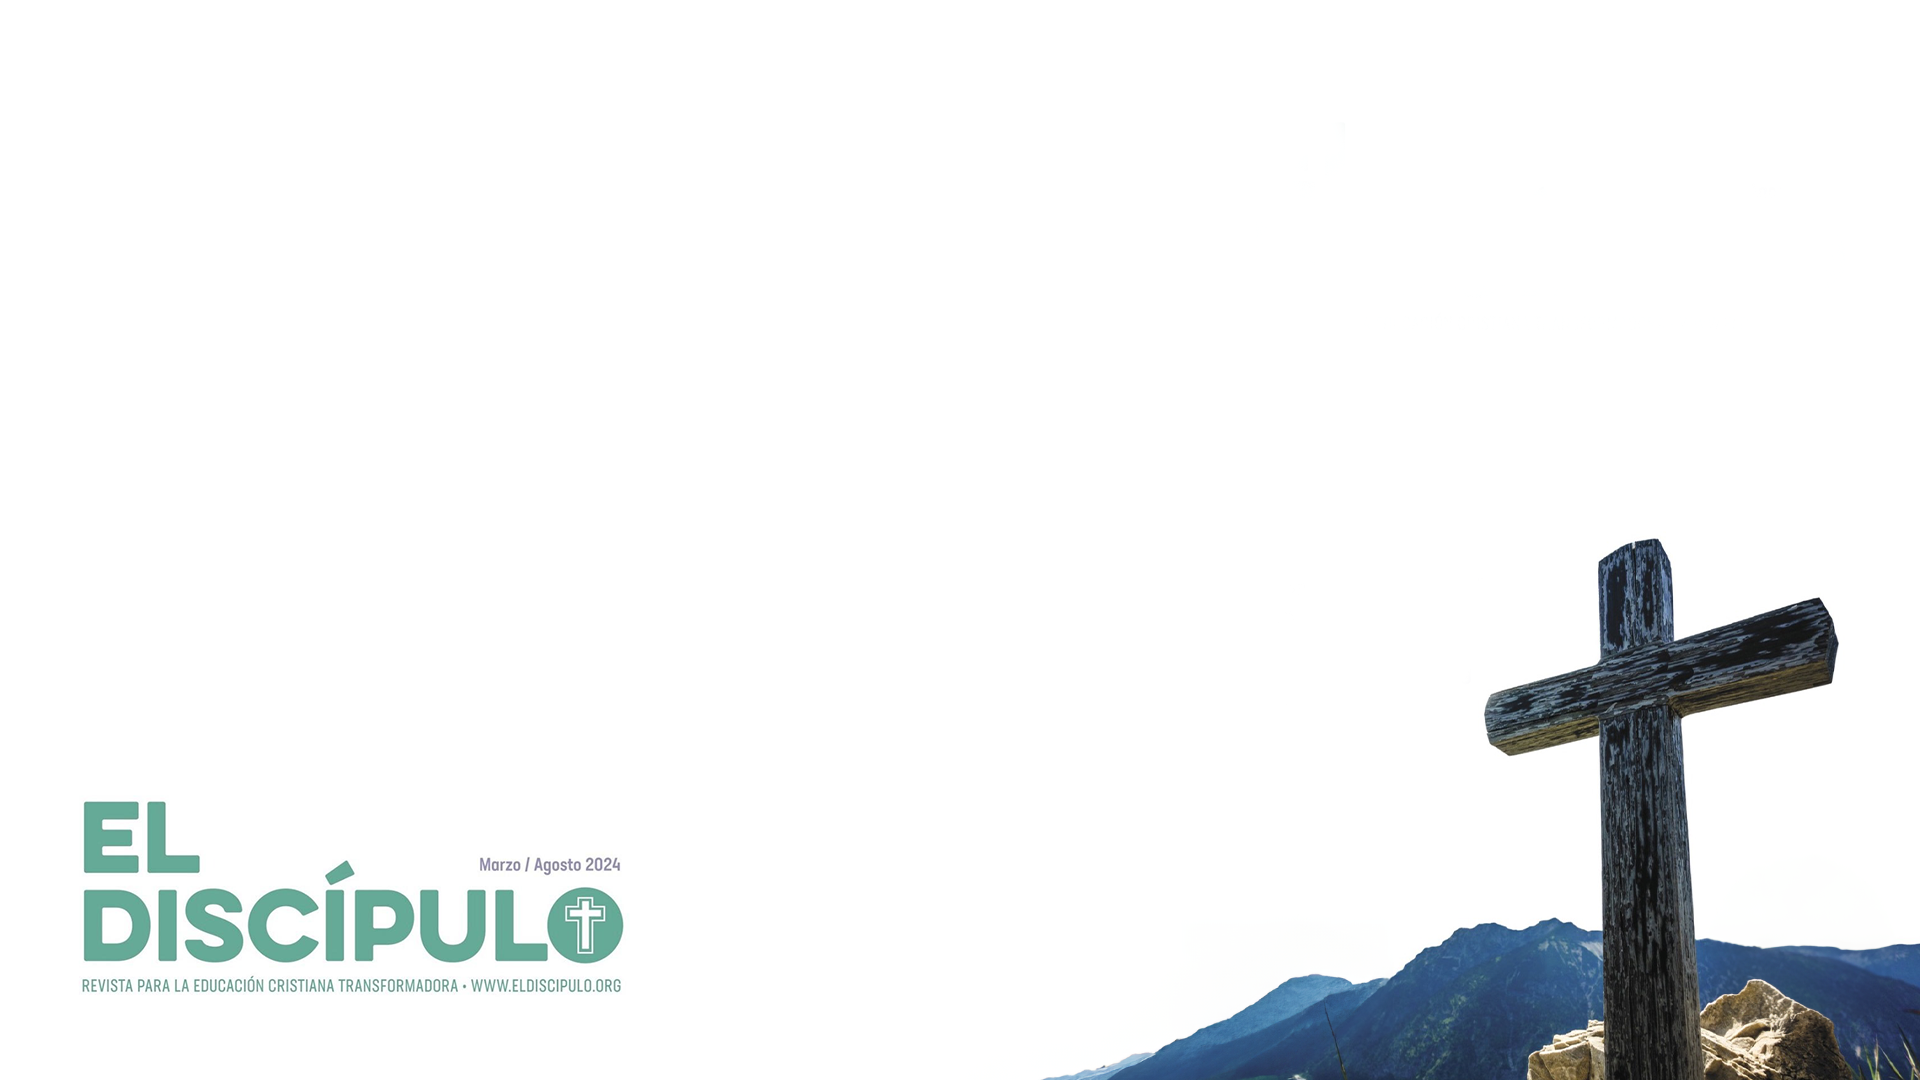 EL
Marzo / Agosto 2024
DISCÍPULO
REVISTA PARA LA EDUCACIÓN CRISTIANA TRANSFORMADORA • WWW.ELDISCIPULO.ORG